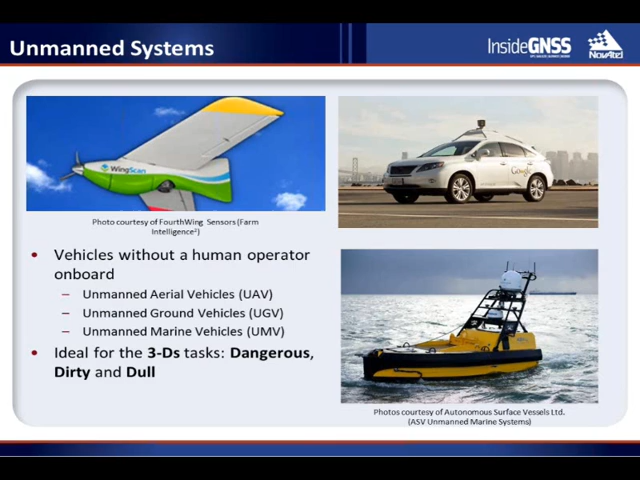 Unmanned Systems
InsideGNSS
NovAtel
WingScan
Google
Photo courtesy of FourthWing Sensors (Farm
Intelligence²)
• Vehicles without a human operator
onboard
– Unmanned Aerial Vehicles (UAV)
– Unmanned Ground Vehicles (UGV)
– Unmanned Marine Vehicles (UMV)
• Ideal for the 3-Ds tasks: Dangerous,
Dirty and Dull
Photos courtesy of Autonomous Surface Vessels Ltd.
(ASV Unmanned Marine Systems)